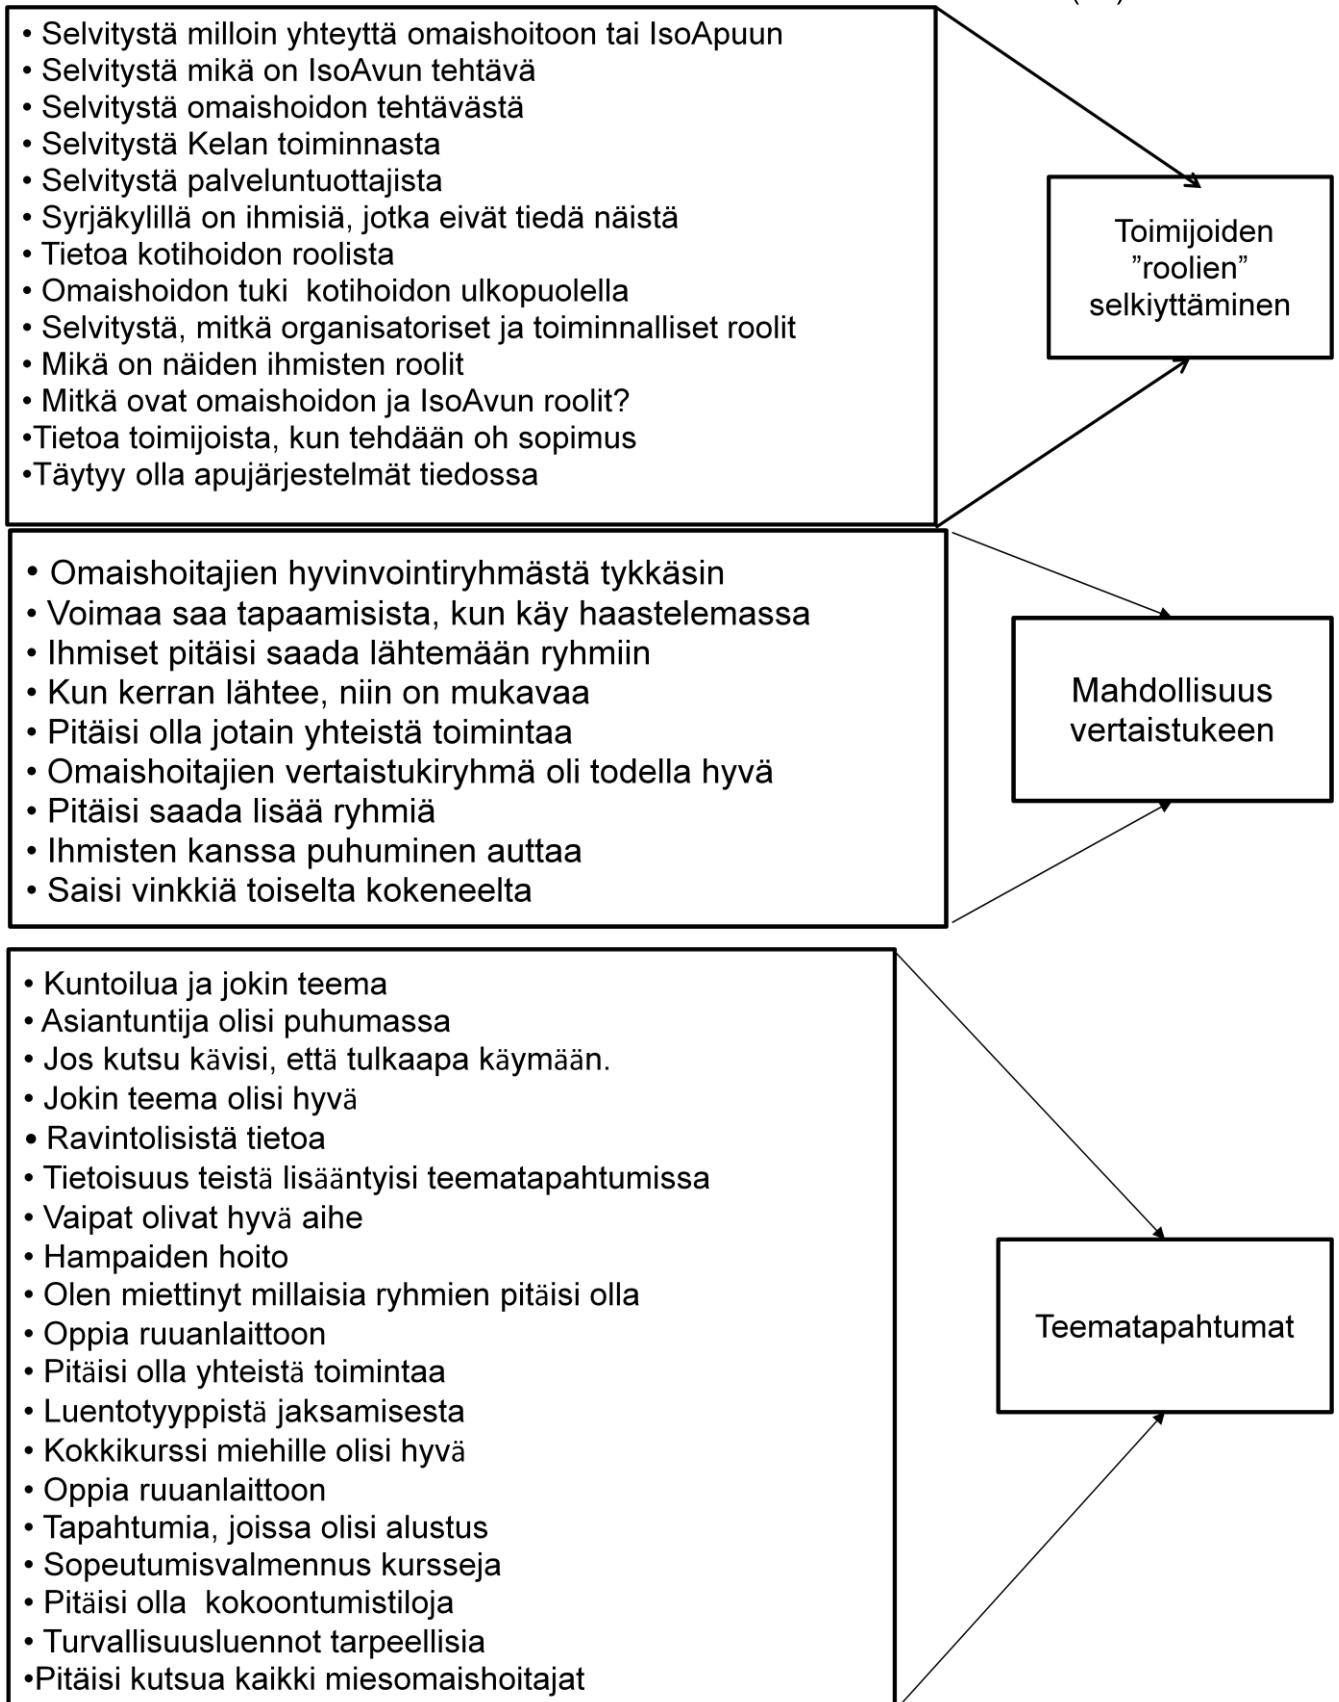 • Selvitystä milloin yhteyttä omaishoitoon tai IsoApuun
• Selvitystä mikä on IsoAvun tehtävä
• Selvitystä omaishoidon tehtävästä
• Selvitystä Kelan toiminnasta
• Selvitystä palveluntuottajista
• Syrjäkylillä on ihmisiä, jotka eivät tiedä näistä
• Tietoa kotihoidon roolista
• Omaishoidon tuki kotihoidon ulkopuolella
• Selvitystä, mitkä organisatoriset ja toiminnalliset roolit
• Mikä on näiden ihmisten roolit
• Mitkä ovat omaishoidon ja IsoAvun roolit?
•Tietoa toimijoista, kun tehdään oh sopimus
•Täytyy olla apujärjestelmät tiedossa
Toimijoiden
”roolien”
selkiyttäminen
• Omaishoitajien hyvinvointiryhmästä tykkäsin
• Voimaa saa tapaamisista, kun käy haastelemassa
• Ihmiset pitäisi saada lähtemään ryhmiin
• Kun kerran lähtee, niin on mukavaa
• Pitäisi olla jotain yhteistä toimintaa
• Omaishoitajien vertaistukiryhmä oli todella hyvä
• Pitäisi saada lisää ryhmiä
• Ihmisten kanssa puhuminen auttaa
• Saisi vinkkiä toiselta kokeneelta
Mahdollisuus
vertaistukeen
• Kuntoilua ja jokin teema
• Asiantuntija olisi puhumassa
• Jos kutsu kävisi, että tulkaapa käymään.
• Jokin teema olisi hyvä
• Ravintolisistä tietoa
• Tietoisuus teistä lisääntyisi teematapahtumissa
• Vaipat olivat hyvä aihe
• Hampaiden hoito
• Olen miettinyt millaisia ryhmien pitäisi olla
• Oppia ruuanlaittoon
• Pitäisi olla yhteistä toimintaa
• Luentotyyppistä jaksamisesta
• Kokkikurssi miehille olisi hyvä
• Oppia ruuanlaittoon
• Tapahtumia, joissa olisi alustus
• Sopeutumisvalmennus kursseja
• Pitäisi olla kokoontumistiloja
• Turvallisuusluennot tarpeellisia
•Pitäisi kutsua kaikki miesomaishoitajat
Teematapahtumat